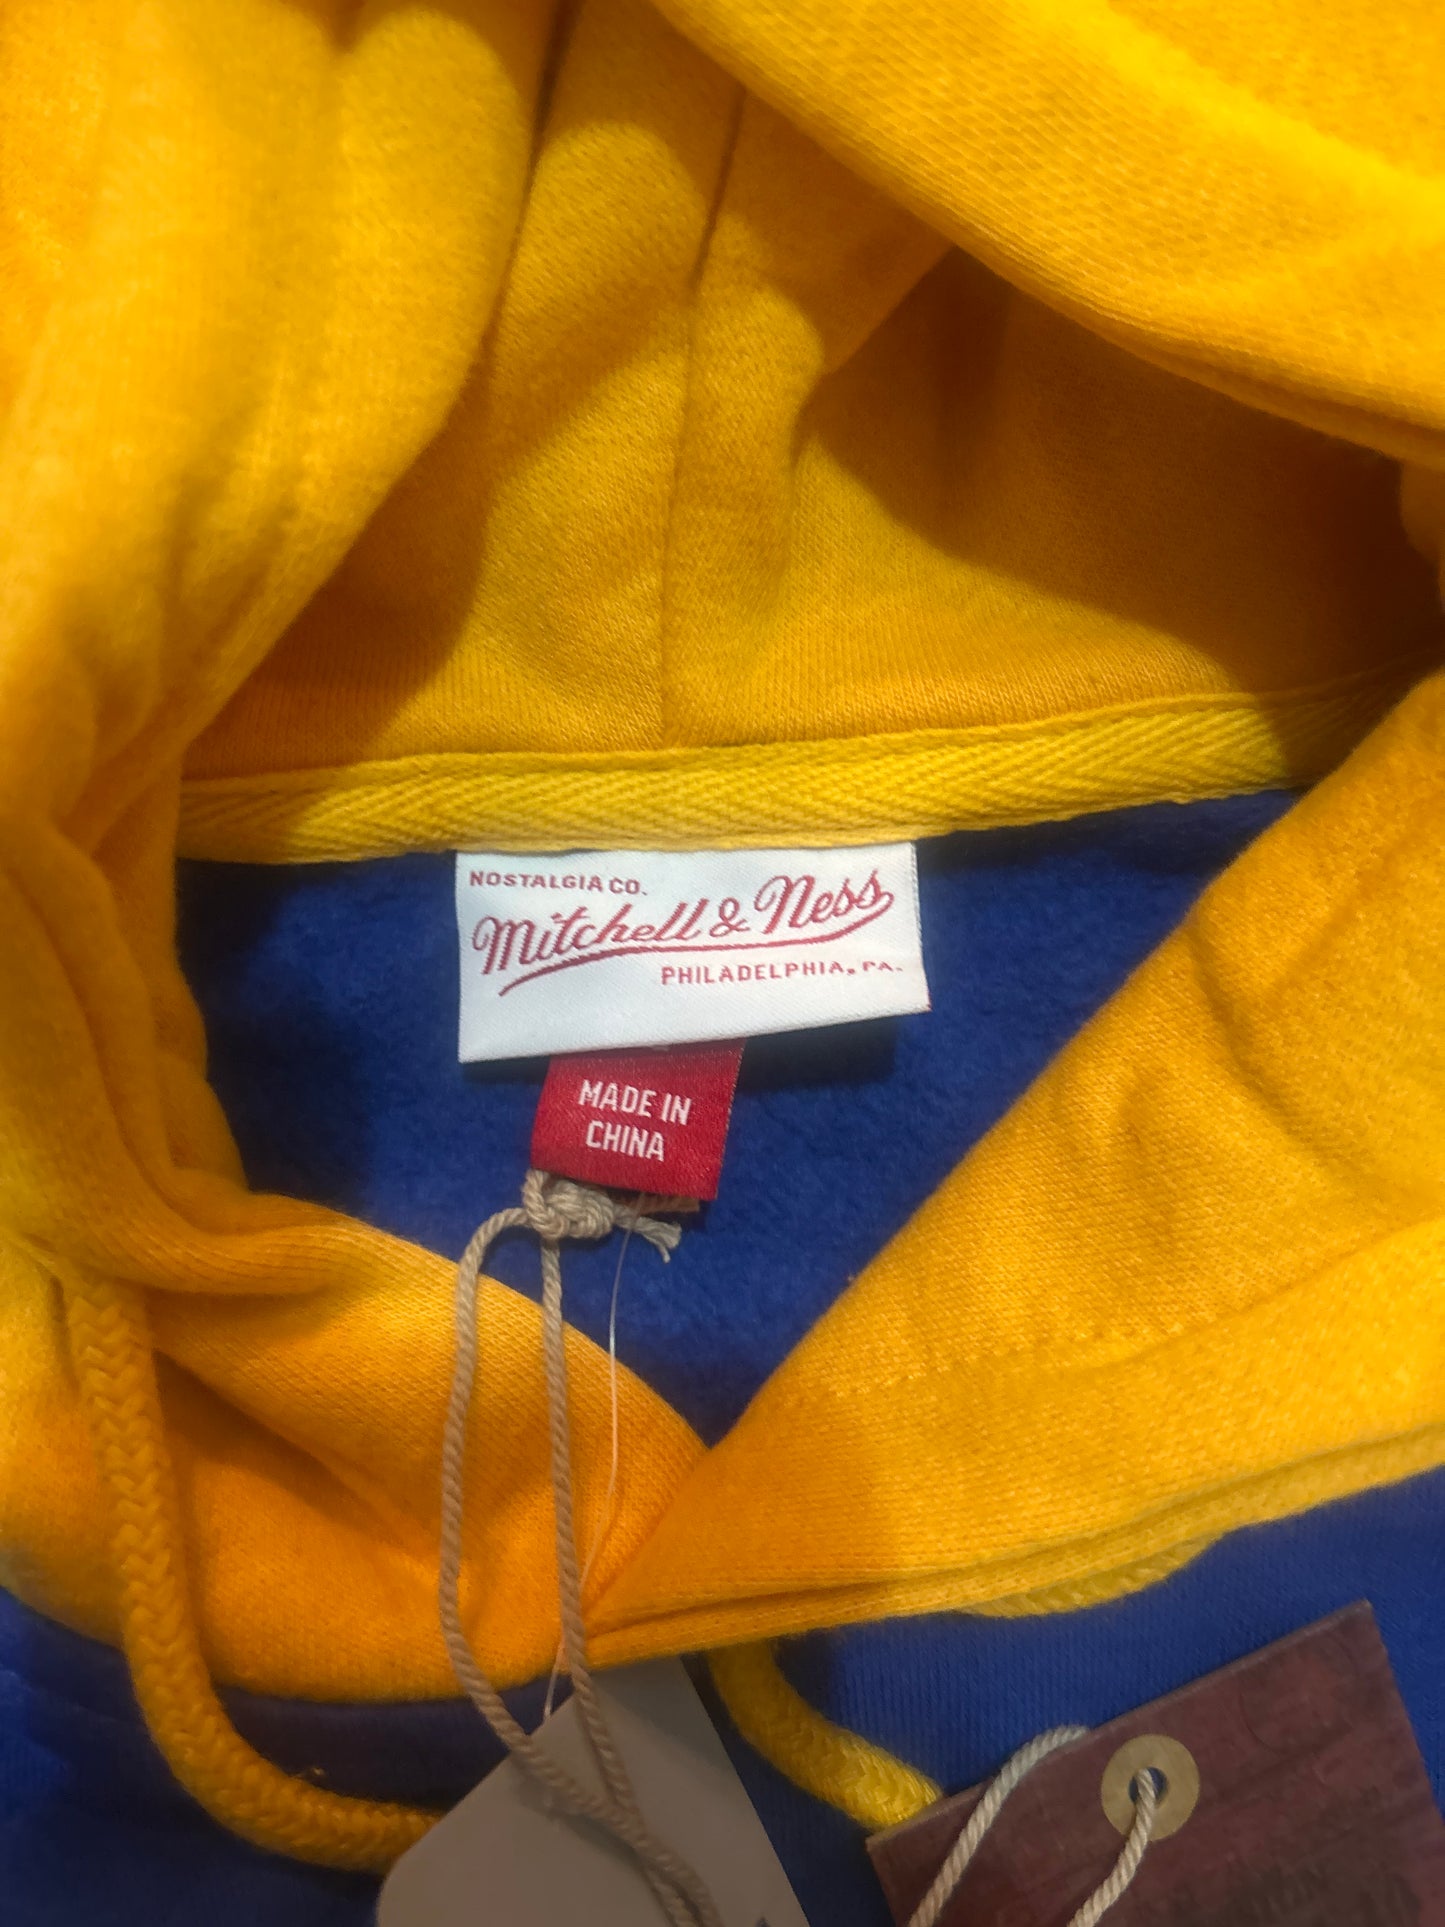 NOSTALGIA CO.
Mitchell & Ness
PHILADELPHIA, PA.
MADE IN
CHINA